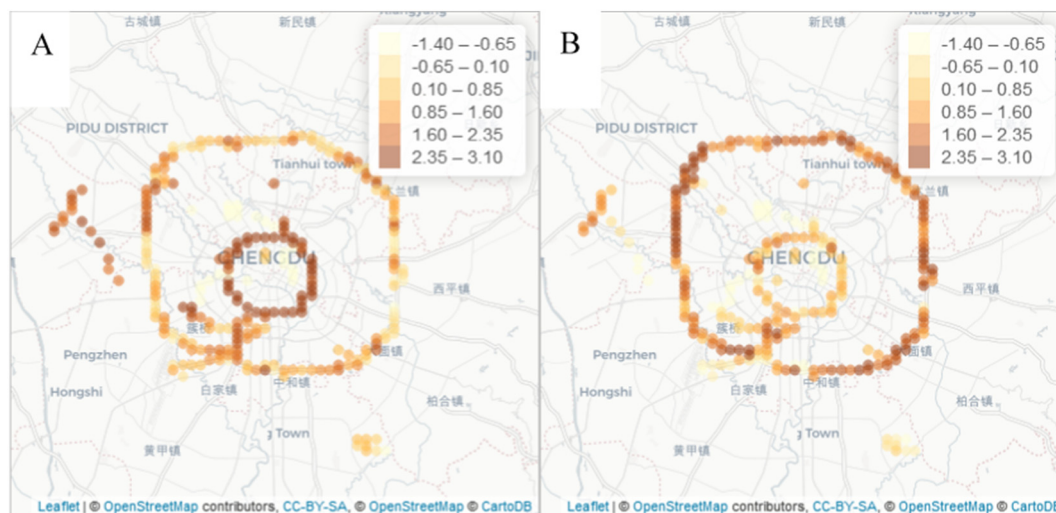 A
古城镇
新民镇
-1.40 – -0.65
-0.65 – 0.10
0.10 – 0.85
0.85 – 1.60
1.60 – 2.35
2.35 – 3.10
PIDU DISTRICT
Tianhui town
CHENGDU
西平镇
Pengzhen
Hongshi
白家镇
中和镇
柏合镇
黄甲镇
g Town
Leaflet | © OpenStreetMap contributors, CC-BY-SA, © OpenStreetMap © CartoDB
B
古城镇
新民镇
-1.40 – -0.65
-0.65 – 0.10
0.10 – 0.85
0.85 – 1.60
1.60 – 2.35
2.35 – 3.10
PIDU DISTRICT
Tianhui town
CHENGDU
西平镇
Pengzhen
Hongshi
白家镇
中和镇
柏合镇
黄甲镇
g Town
Leaflet | © OpenStreetMap contributors, CC-BY-SA, © OpenStreetMap © CartoDB